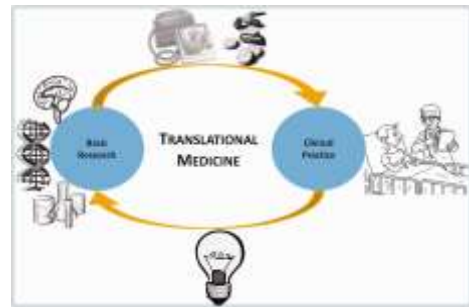 Basic
Research
TRANSLATIONAL
MEDICINE
Clinical
Practice